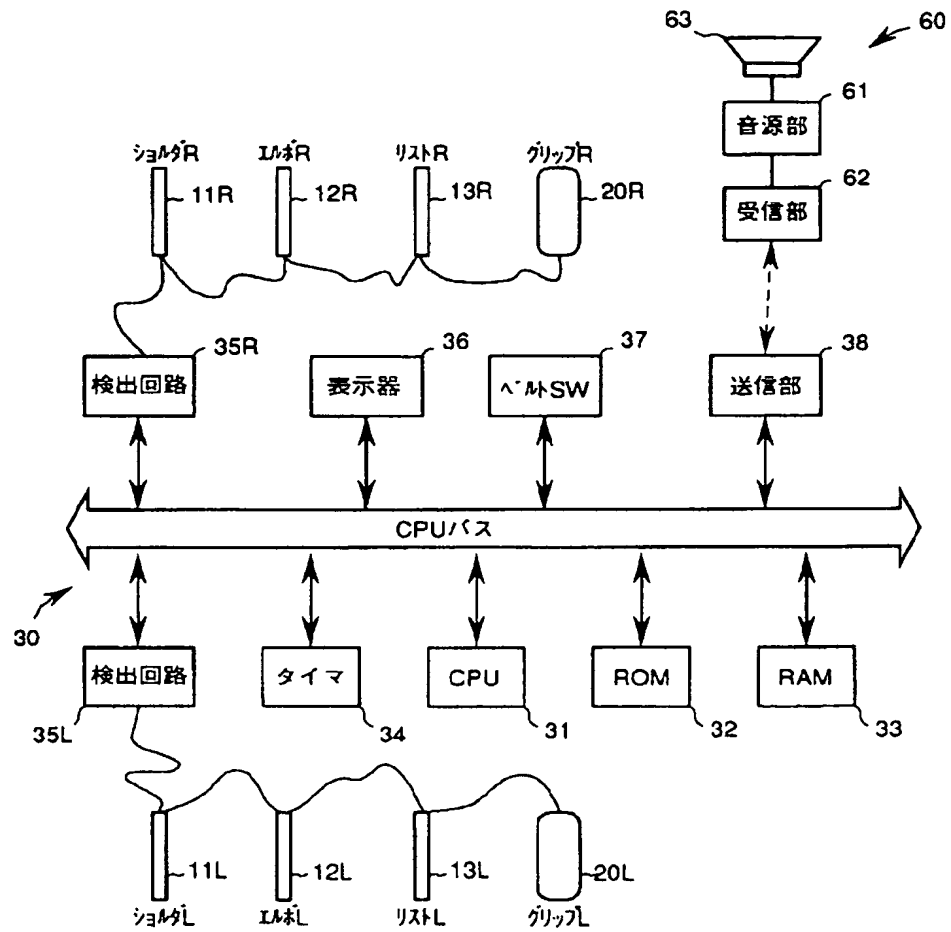 63
60
61
音源部
ショルダR
エルボR
リストR
グリップR
11R
12R
13R
20R
62
受信部
35R
36
37
38
検出回路
表示器
ベルトSW
送信部
CPUバス
30
検出回路
タイマ
CPU
ROM
RAM
35L
34
31
32
33
11L
12L
13L
20L
ショルダL
エルボL
リストL
グリップL